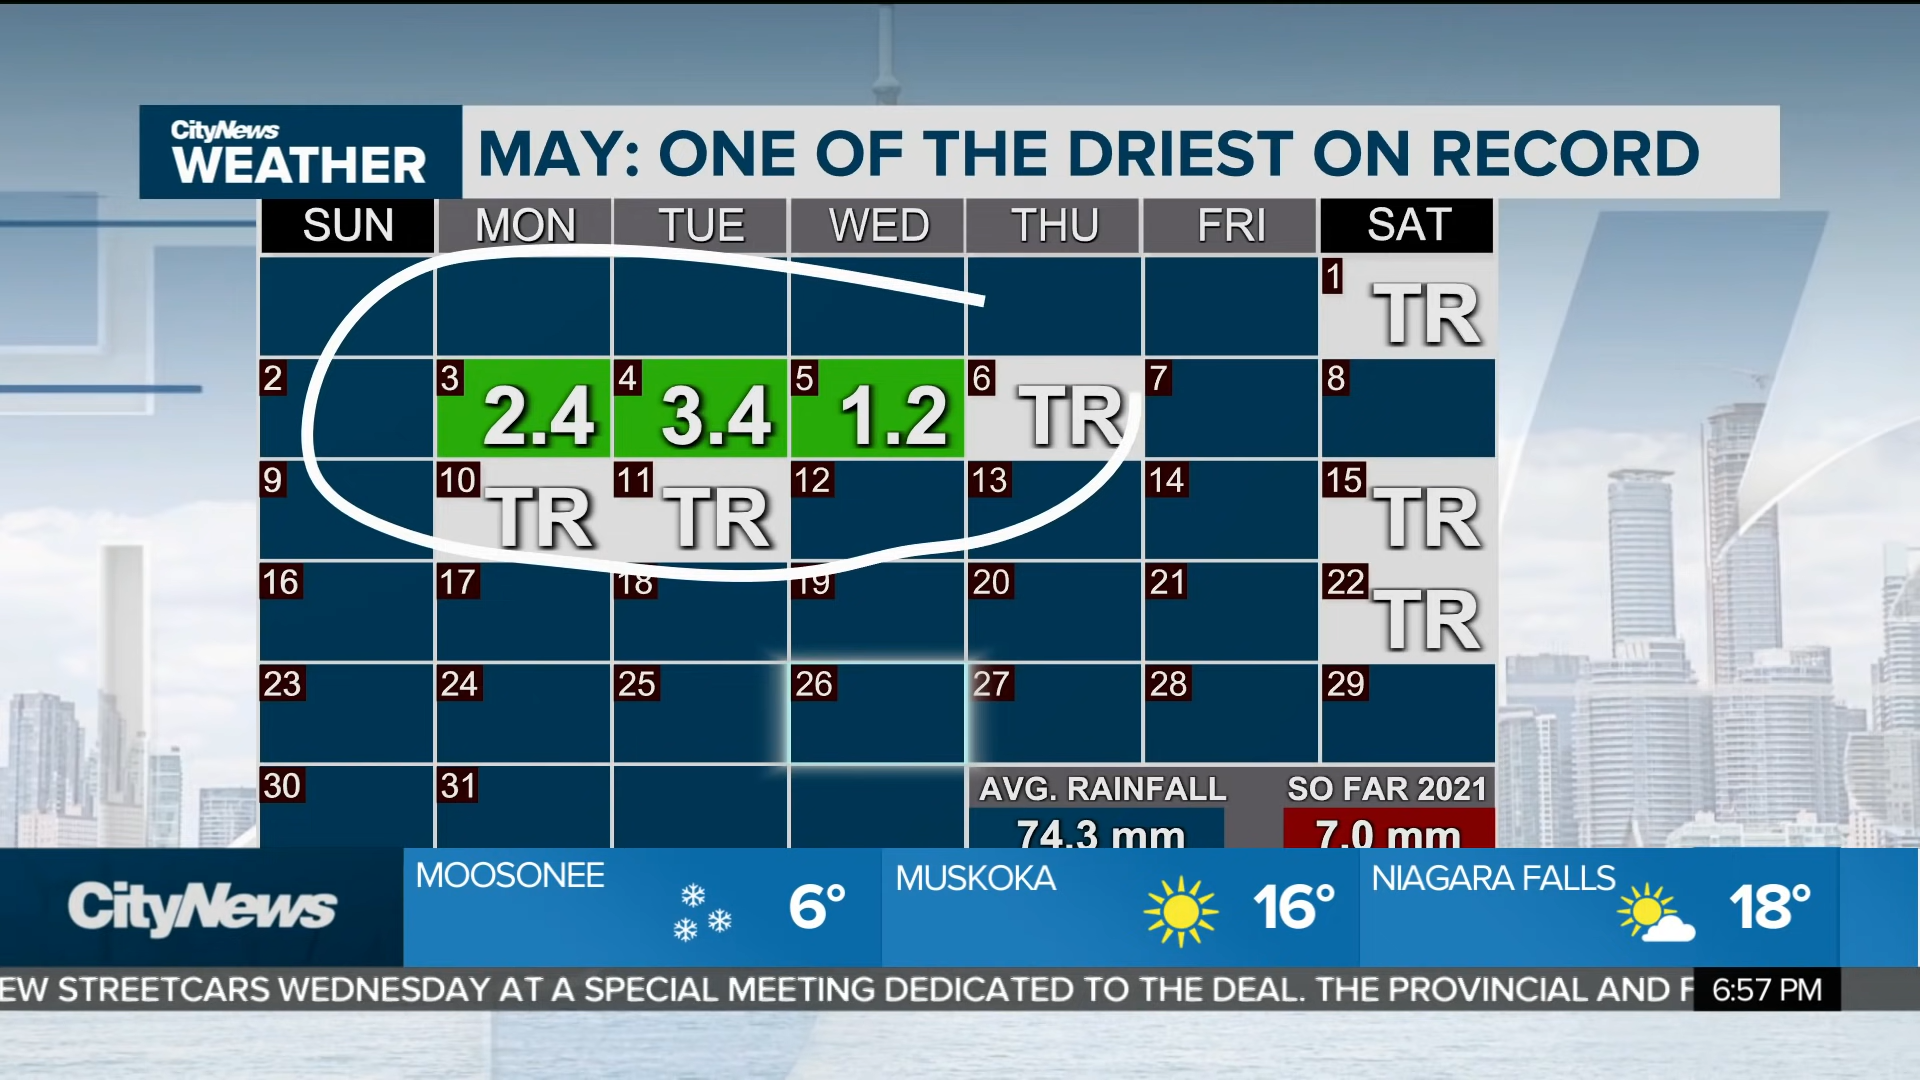 CityNews
WEATHER
MAY: ONE OF THE DRIEST ON RECORD
SUN MON TUE WED THU FRI SAT
1 TR
2 3 2.4 4 3.4 5 1.2 6 TR 7 8
9 10 TR 11 TR 12 13 14 15 TR
16 17 18 19 20 21 22 TR
23 24 25 26 27 28 29
30 31
AVG. RAINFALL SO FAR 2021
74.3 mm 7.0 mm
CityNews
MOOSONEE 6°
MUSKOKA 16°
NIAGARA FALLS 18°
EW STREETCARS WEDNESDAY AT A SPECIAL MEETING DEDICATED TO THE DEAL. THE PROVINCIAL AND F
6:57 PM